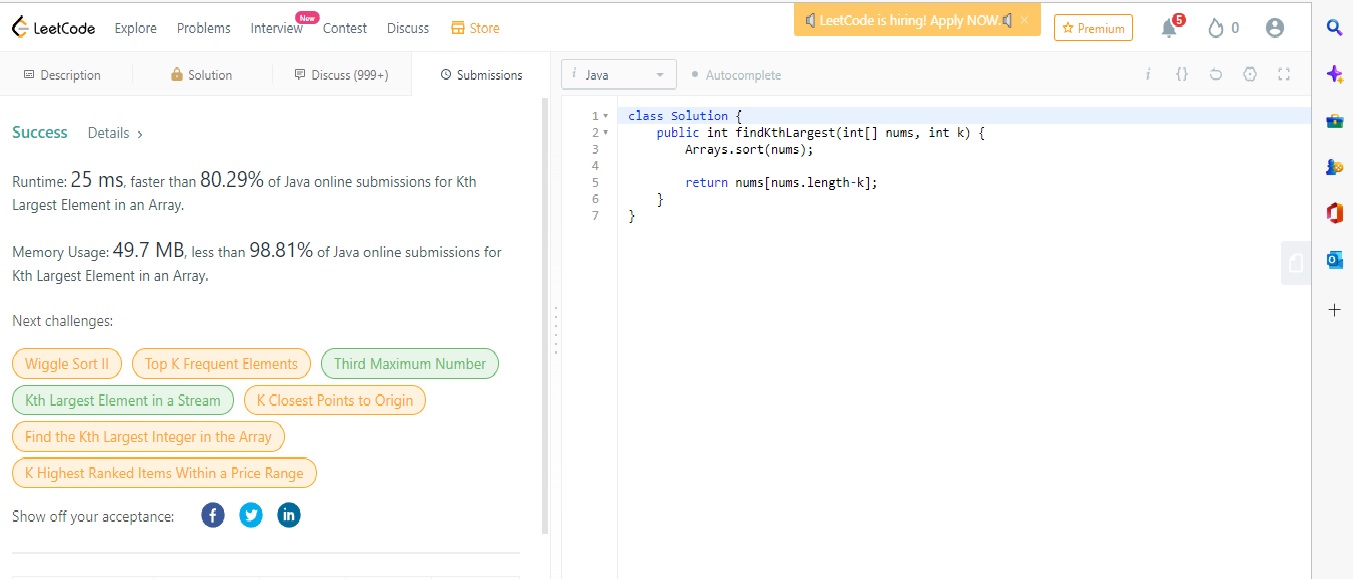 LeetCode Explore Problems Interview New Contest Discuss Store LeetCode is hiring! Apply NOW. × Premium 5 0
Description Solution Discuss (999+) Submissions
i Java Autocomplete i {}
Success Details ›
Runtime: 25 ms, faster than 80.29% of Java online submissions for Kth
Largest Element in an Array.
Memory Usage: 49.7 MB, less than 98.81% of Java online submissions for
Kth Largest Element in an Array.
Next challenges:
Wiggle Sort II Top K Frequent Elements Third Maximum Number
Kth Largest Element in a Stream K Closest Points to Origin
Find the Kth Largest Integer in the Array
K Highest Ranked Items Within a Price Range
Show off your acceptance: f in
1 class Solution {
2 public int findKthLargest(int[] nums, int k) {
3 Arrays.sort(nums);
4
5 return nums[nums.length-k];
6 }
7 }